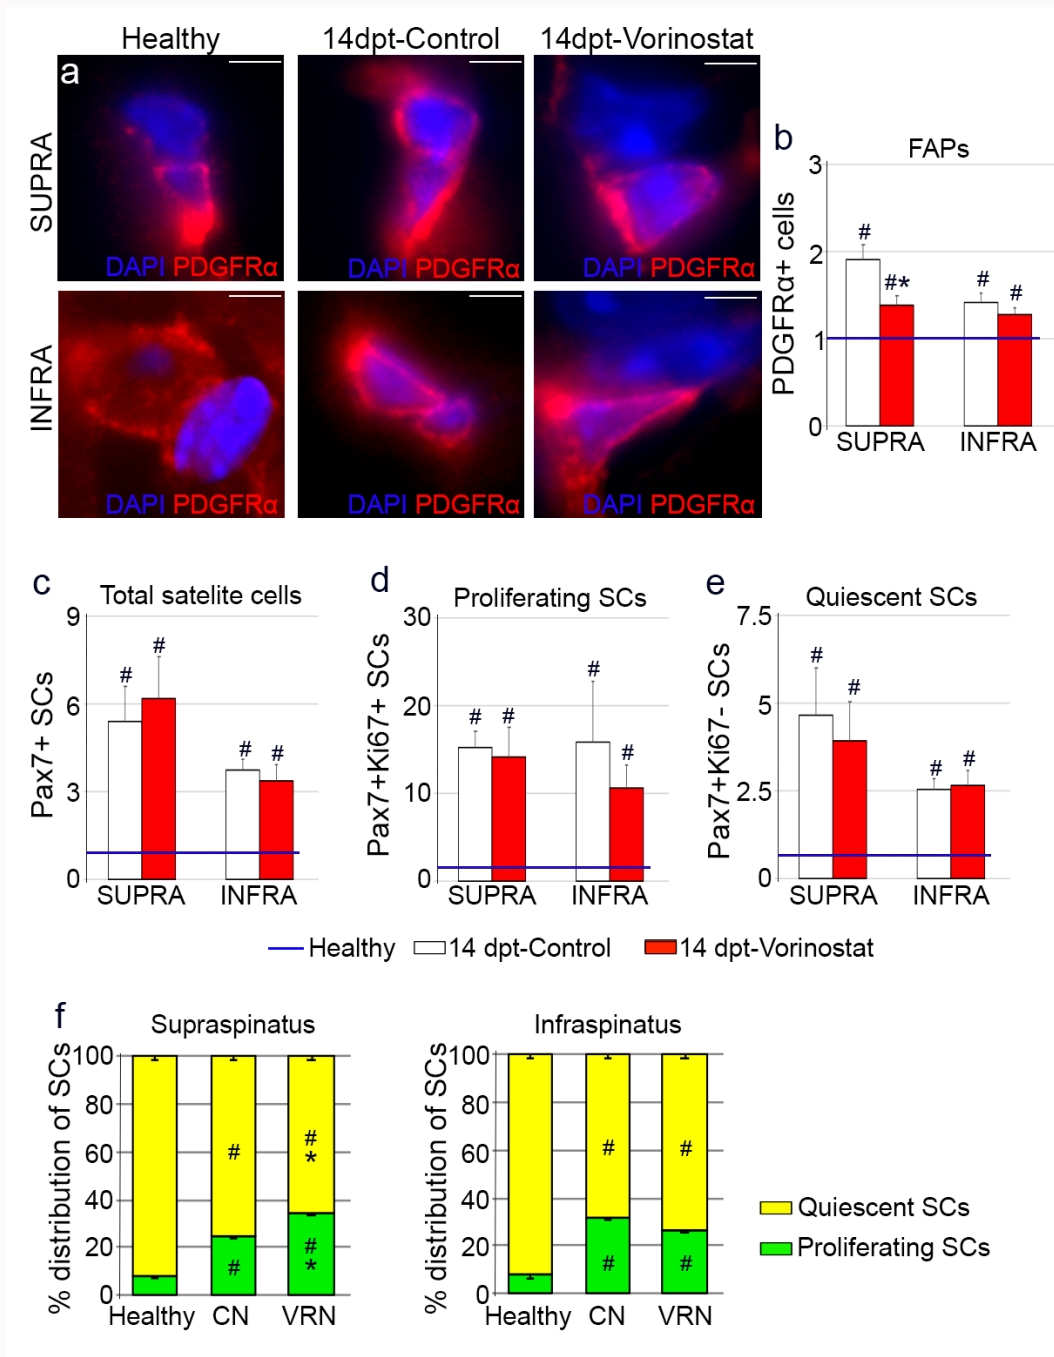 Healthy 14dpt-Control 14dpt-Vorinostat
a
SUPRA
DAPI PDGFRα DAPI PDGFRα DAPI PDGFRα
INFRA
DAPI PDGFRα DAPI PDGFRα DAPI PDGFRα
b
FAPs
PDGFRα+ cells
3
2
1
0
#
#*
#
#
SUPRA INFRA
c
Total satelite cells
Pax7+ SCs
9
6
3
0
#
#
#
#
SUPRA INFRA
d
Proliferating SCs
Pax7+Ki67+ SCs
30
20
10
0
#
#
#
#
SUPRA INFRA
e
Quiescent SCs
Pax7+Ki67- SCs
7.5
5
2.5
0
#
#
#
#
SUPRA INFRA
Healthy 14 dpt-Control 14 dpt-Vorinostat
f
Supraspinatus
% distribution of SCs
100
80
60
40
20
0
#
#
*
#
#
*
Healthy CN VRN
Infraspinatus
% distribution of SCs
100
80
60
40
20
0
#
#
#
#
Healthy CN VRN
Quiescent SCs
Proliferating SCs